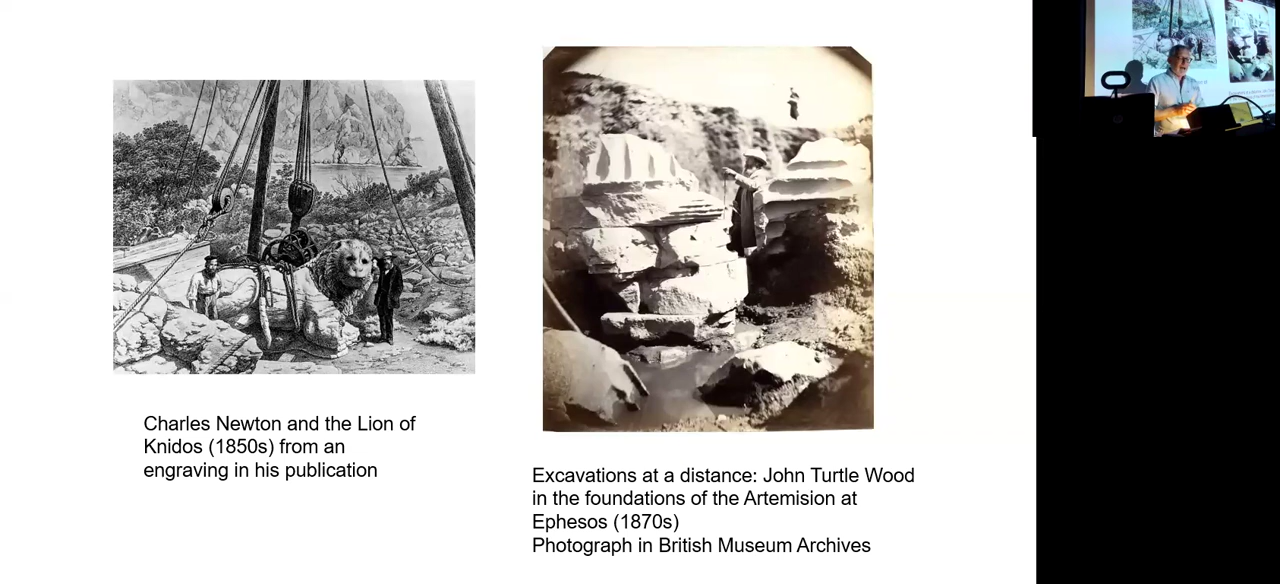 Charles Newton and the Lion of
Knidos (1850s) from an
engraving in his publication
Excavations at a distance: John Turtle Wood
in the foundations of the Artemision at
Ephesos (1870s)
Photograph in British Museum Archives